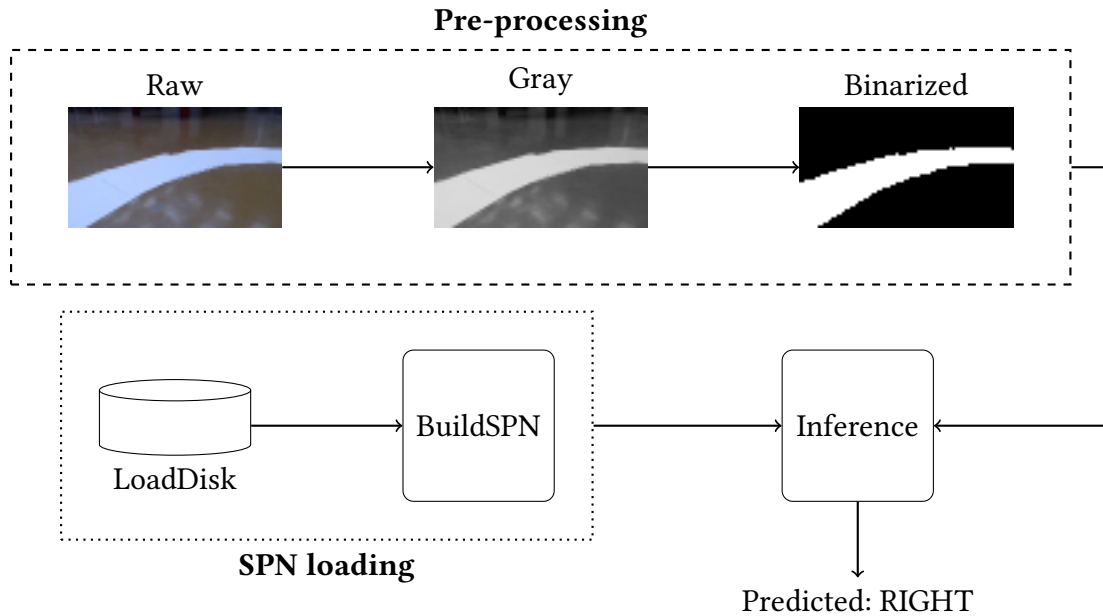 Pre-processing
Raw
Gray
Binarized
BuildSPN
Inference
LoadDisk
SPN loading
Predicted: RIGHT